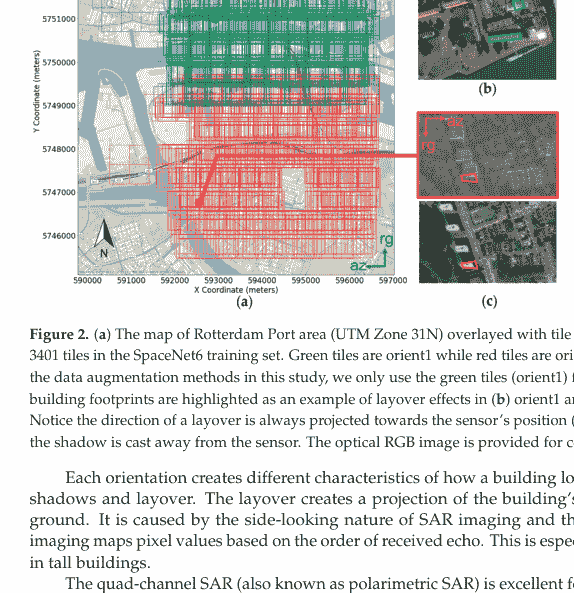 5751000
(b)
5750000
Y Coordinate (meters)
5749000
5748000
5747000
5746000
N
rg
az
590000 591000 592000 593000 594000 595000 596000 597000
X Coordinate (meters)
(a)
(c)
Figure 2. (a) The map of Rotterdam Port area (UTM Zone 31N) overlayed with tile
3401 tiles in the SpaceNet6 training set. Green tiles are orient1 while red tiles are ori
the data augmentation methods in this study, we only use the green tiles (orient1)
building footprints are highlighted as an example of layover effects in (b) orient1 a
Notice the direction of a layover is always projected towards the sensor's position (
the shadow is cast away from the sensor. The optical RGB image is provided for c
Each orientation creates different characteristics of how a building lo
shadows and layover. The layover creates a projection of the building's
ground. It is caused by the side-looking nature of SAR imaging and th
imaging maps pixel values based on the order of received echo. This is espe
in tall buildings.
The quad-channel SAR (also known as polarimetric SAR) is excellent f